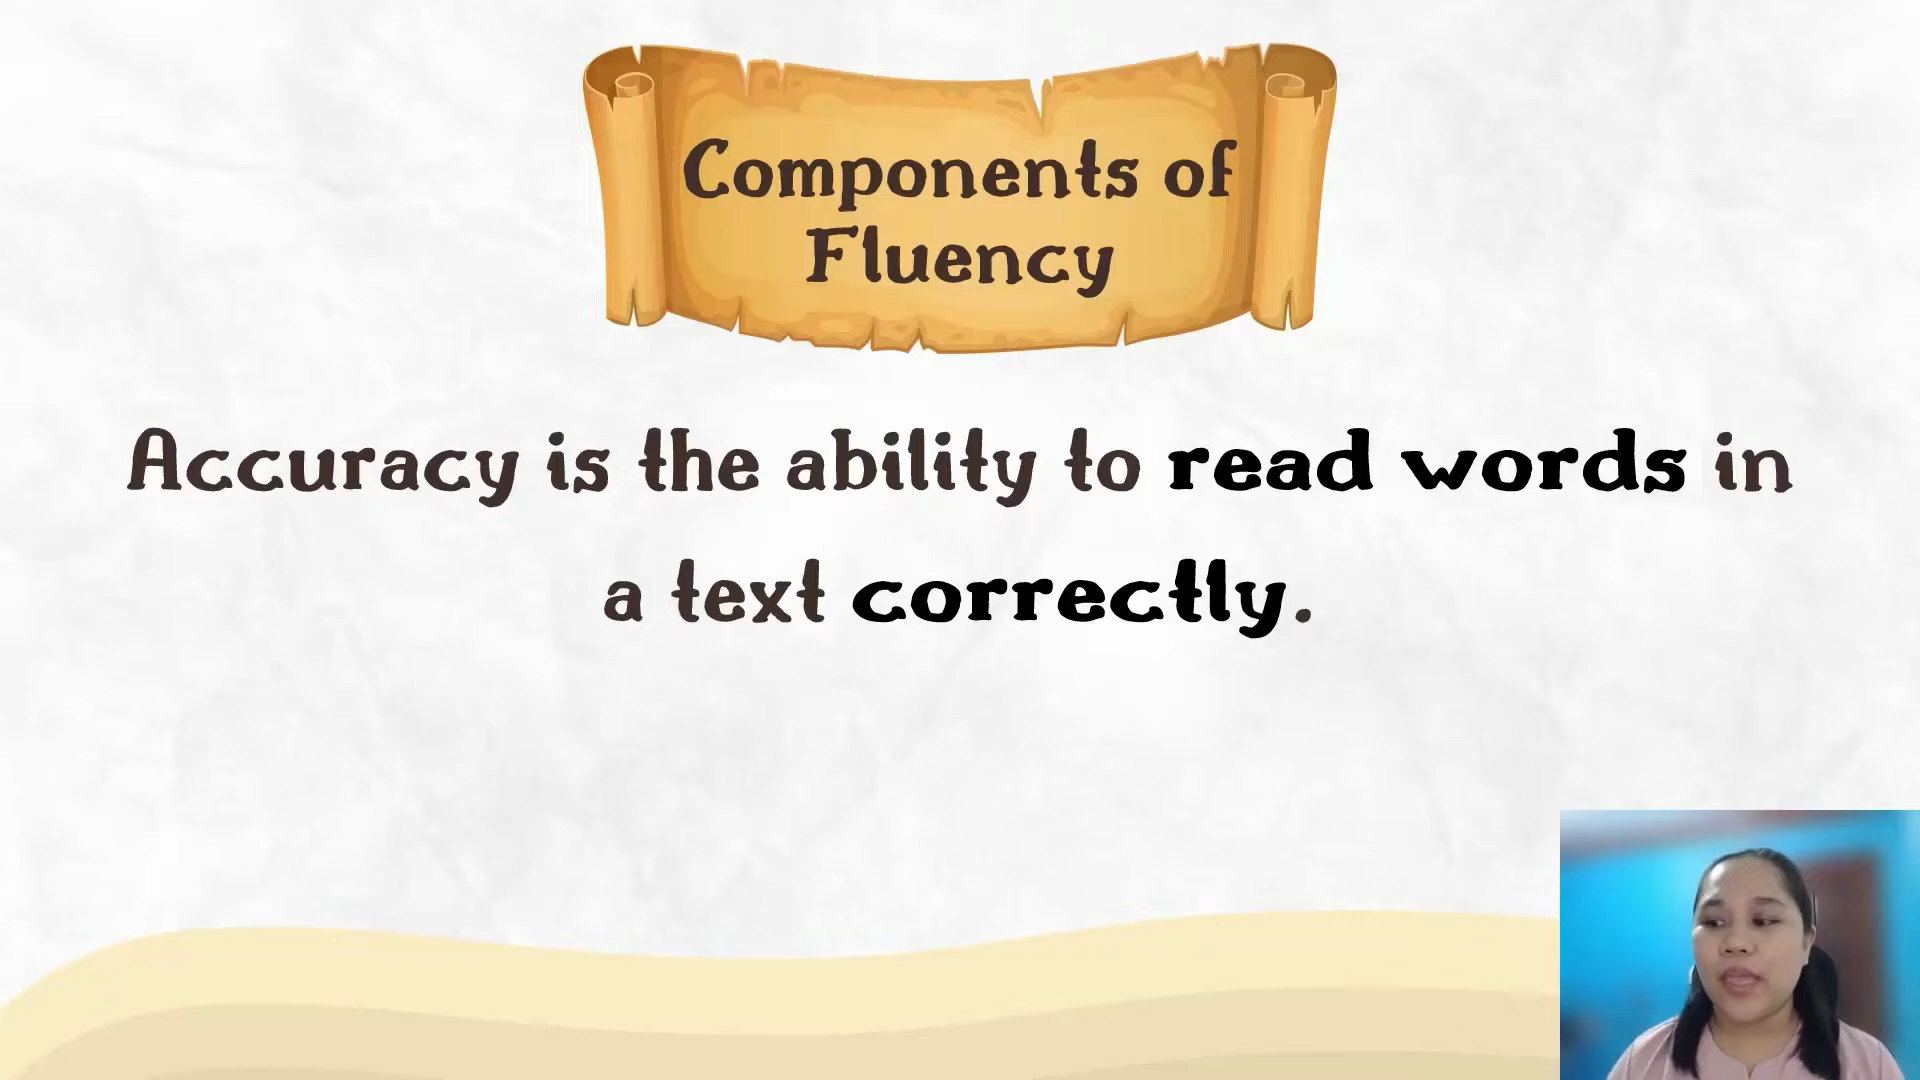 Components of
Fluency
Accuracy is the ability to read words in
a text correctly.